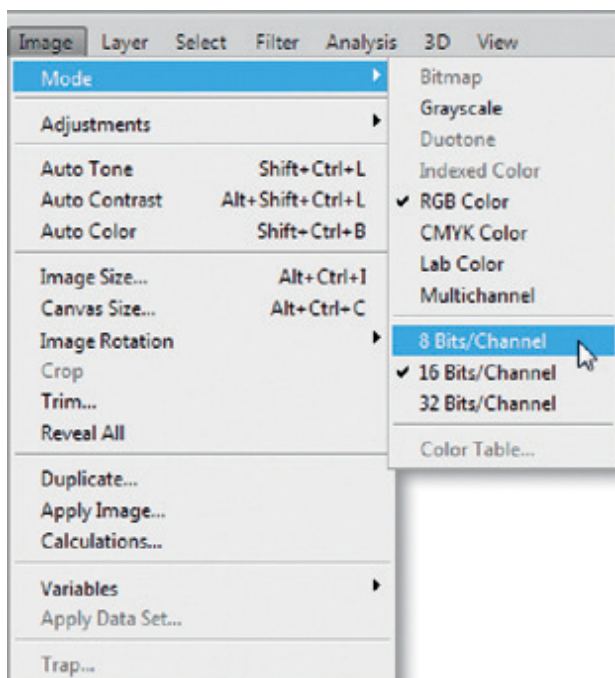 Image Layer Select Filter Analysis 3D View
Mode
Adjustments
Auto Tone Shift+Ctrl+L
Auto Contrast Alt+Shift+Ctrl+L
Auto Color Shift+Ctrl+B
Image Size... Alt+Ctrl+I
Canvas Size... Alt+Ctrl+C
Image Rotation
Crop
Trim...
Reveal All
Duplicate...
Apply Image...
Calculations...
Variables
Apply Data Set...
Trap...
Bitmap
Grayscale
Duotone
Indexed Color
RGB Color
CMYK Color
Lab Color
Multichannel
8 Bits/Channel
16 Bits/Channel
32 Bits/Channel
Color Table...